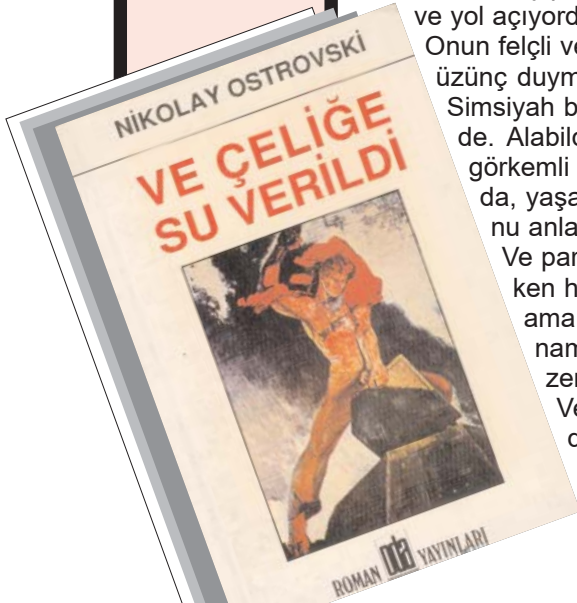 NİKOLAY OSTROVSKİ
VE ÇELİĞE
SU VERİLDİ
ROMAN Oda YAYINLARI
ve yol açıyord
Onun felçli ve
üzünç duym
Simsiyah b
de. Alabild
görkemli
da, yaşa
nu anla
Ve par
ken h
ama
nam
zer
Ve